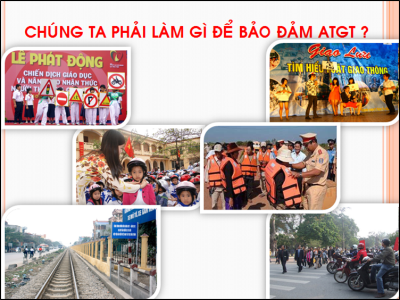 CHÚNG TA PHẢI LÀM GÌ ĐỂ BẢO ĐẢM ATGT ?
LỄ PHÁT ĐỘNG
CHIẾN DỊCH GIÁO DỤC
VÀ NÂNG CAO NHẬN THỨC
Giao Lưu
TÌM HIỂU LUẬT GIAO THÔNG